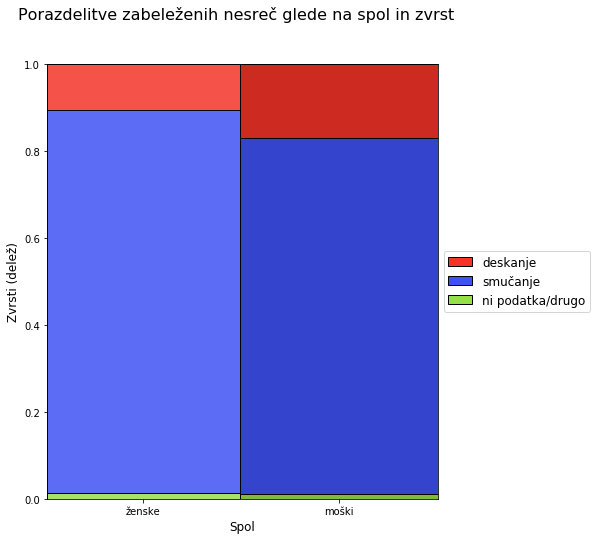 Porazdelitve zabeleženih nesreč glede na spol in zvrst
1.0
0.8
0.6
0.4
0.2
0.0
Zvrsti (delež)
ženske
moški
Spol
deskanje
smučanje
ni podatka/drugo